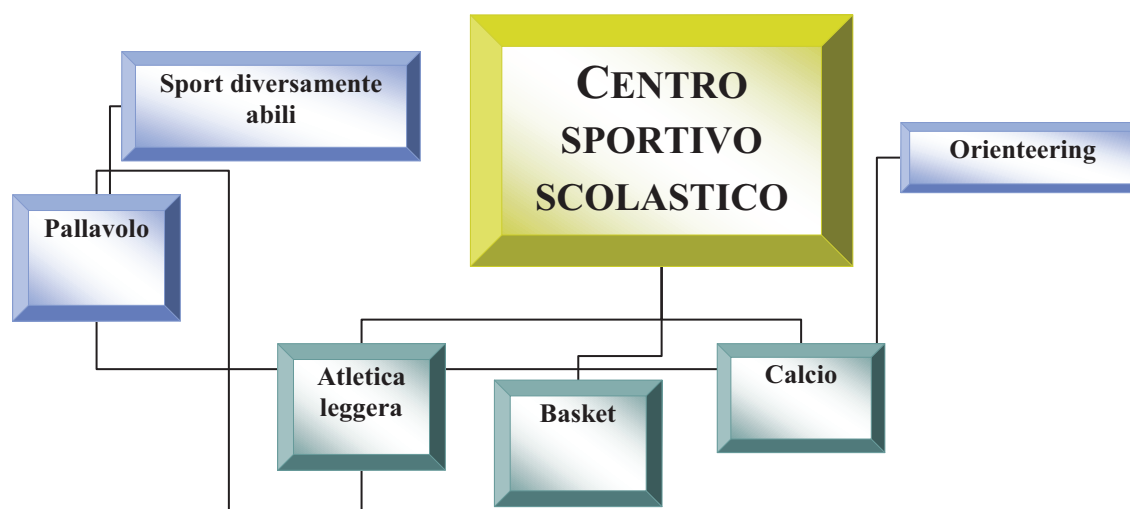 Sport diversamente
abili
CENTRO
SPORTIVO
SCOLASTICO
Orienteering
Pallavolo
Atletica
leggera
Basket
Calcio